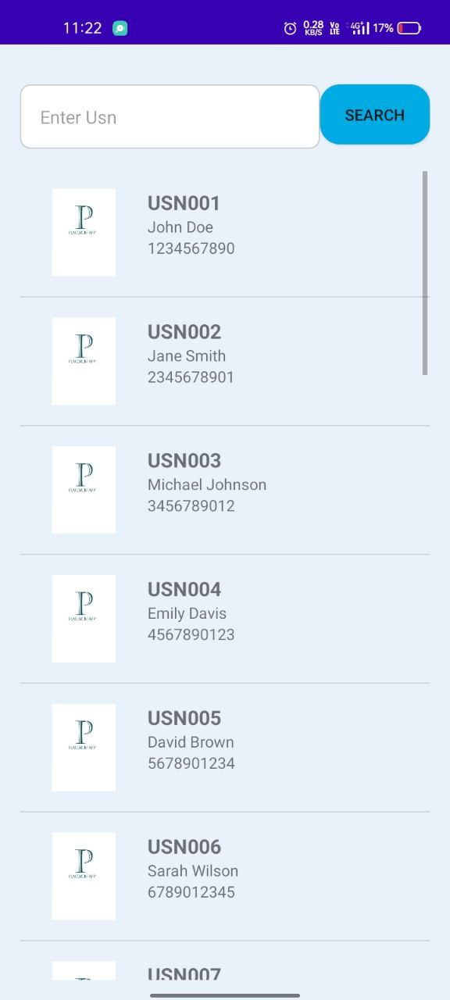 11:22
0.28 KB/S Vo LTE 4G+ 17%
Enter Usn
SEARCH
P
PLACEMENT APP
USN001
John Doe
1234567890
P
PLACEMENT APP
USN002
Jane Smith
2345678901
P
PLACEMENT APP
USN003
Michael Johnson
3456789012
P
PLACEMENT APP
USN004
Emily Davis
4567890123
P
PLACEMENT APP
USN005
David Brown
5678901234
P
PLACEMENT APP
USN006
Sarah Wilson
6789012345
USN007